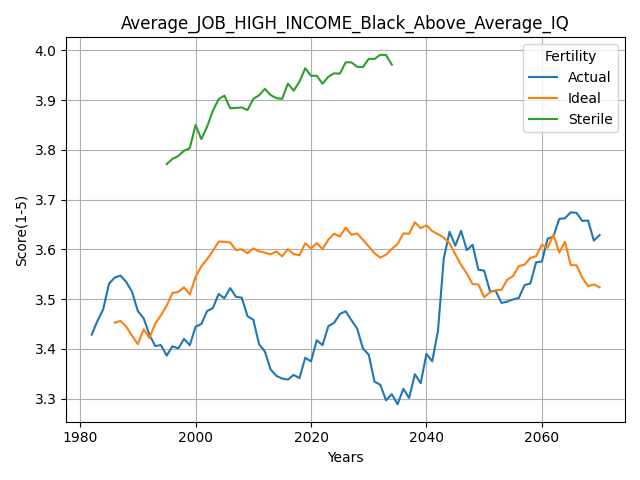 Average_JOB_HIGH_INCOME_Black_Above_Average_IQ
Fertility
Actual
Ideal
Sterile
Score(1-5)
4.0
3.9
3.8
3.7
3.6
3.5
3.4
3.3
1980
2000
2020
2040
2060
Years